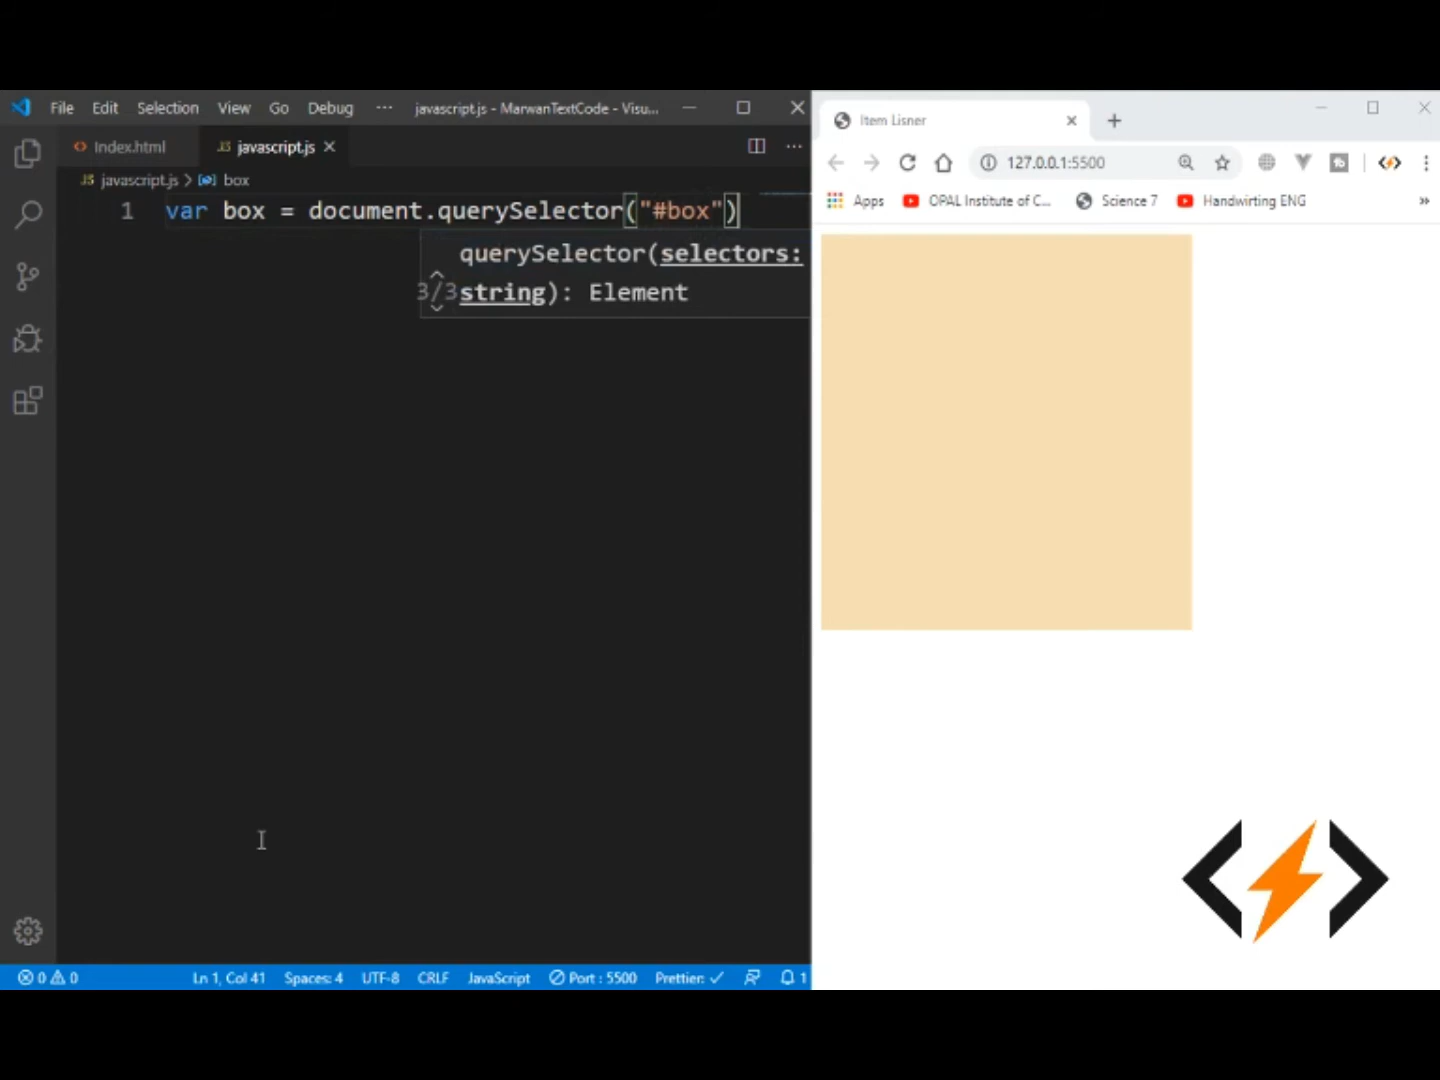 File Edit Selection View Go Debug ··· javascript.js - MarwanTextCode - Visu...
Index.html javascript.js
JS javascript.js > box
1 var box = document.querySelector("#box")
querySelector(selectors:
3/3 string): Element
0 0 Ln 1, Col 41 Spaces: 4 UTF-8 CRLF JavaScript Port : 5500 Prettier: ✓ 1
Item Lisner
127.0.0.1:5500
Apps OPAL Institute of C... Science 7 Handwirting ENG »